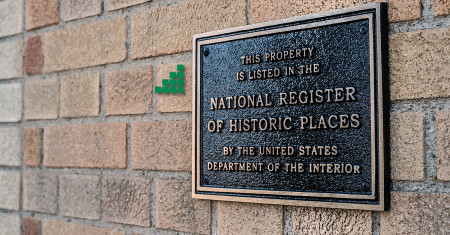 THIS PROPERTY
IS LISTED IN THE
NATIONAL REGISTER
OF HISTORIC PLACES
BY THE UNITED STATES
DEPARTMENT OF THE INTERIOR